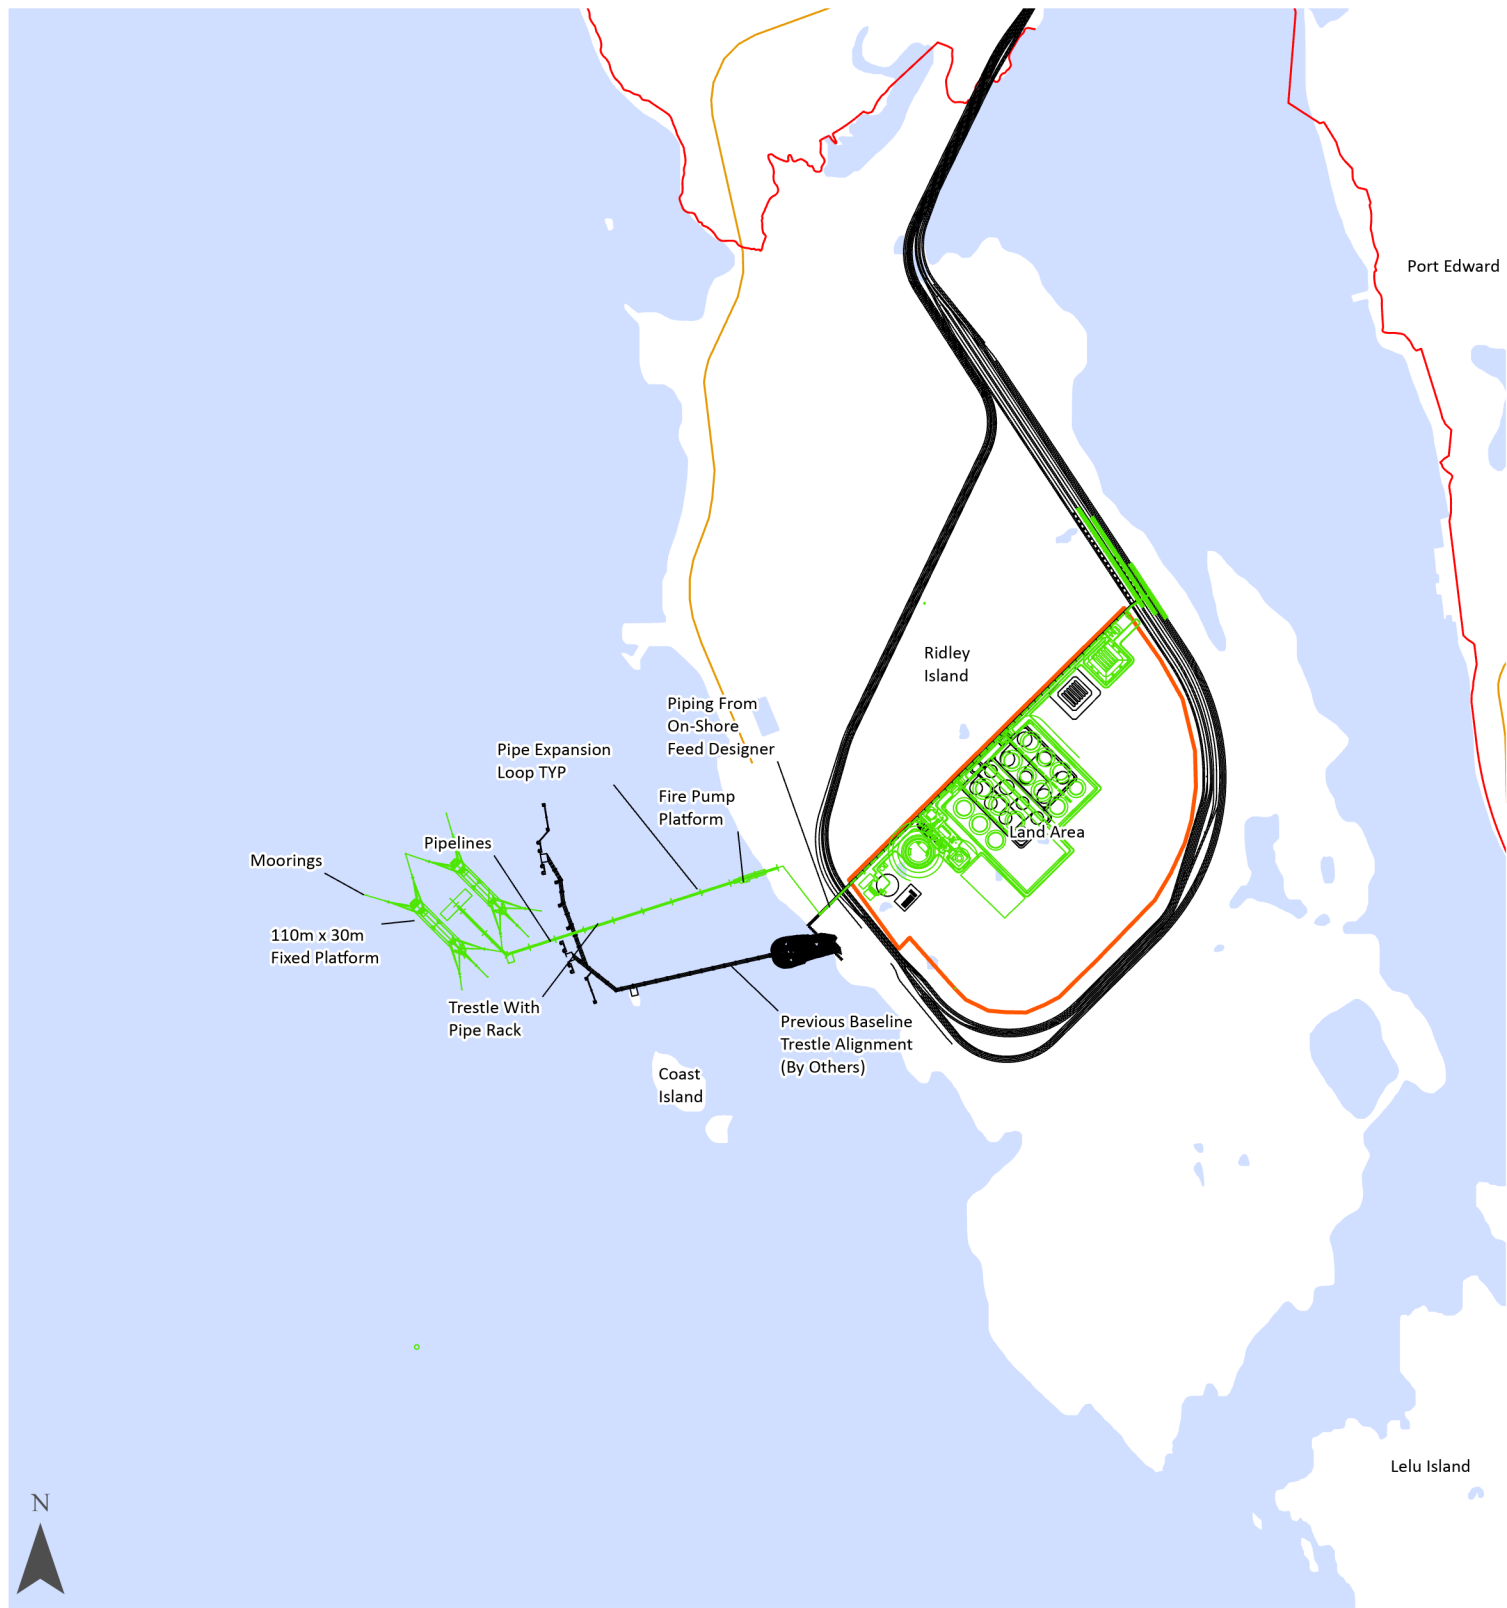 Port Edward
Ridley
Island
Piping From
On-Shore
Feed Designer
Pipe Expansion
Loop TYP
Fire Pump
Platform
Land Area
Pipelines
Moorings
110m x 30m
Fixed Platform
Trestle With
Pipe Rack
Previous Baseline
Trestle Alignment
(By Others)
Coast
Island
Lelu Island
N